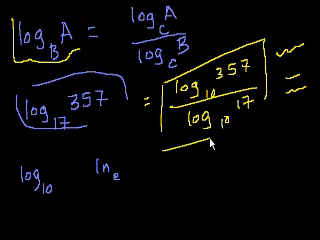 log_B A = log_C A / log_C B
log_17 357 = log_10 357 / log_10 17
log_10 ln_e